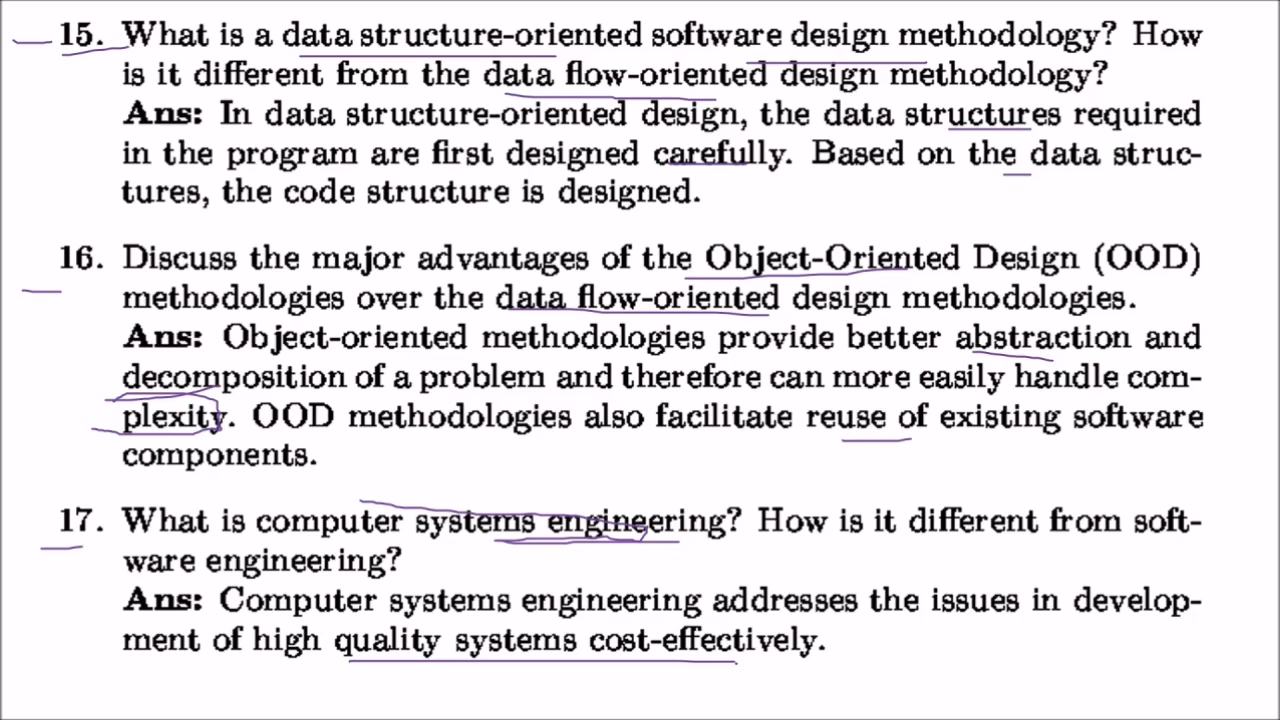 15. What is a data structure-oriented software design methodology? How
is it different from the data flow-oriented design methodology?
Ans: In data structure-oriented design, the data structures required
in the program are first designed carefully. Based on the data struc-
tures, the code structure is designed.
16. Discuss the major advantages of the Object-Oriented Design (OOD)
methodologies over the data flow-oriented design methodologies.
Ans: Object-oriented methodologies provide better abstraction and
decomposition of a problem and therefore can more easily handle com-
plexity. OOD methodologies also facilitate reuse of existing software
components.
17. What is computer systems engineering? How is it different from soft-
ware engineering?
Ans: Computer systems engineering addresses the issues in develop-
ment of high quality systems cost-effectively.